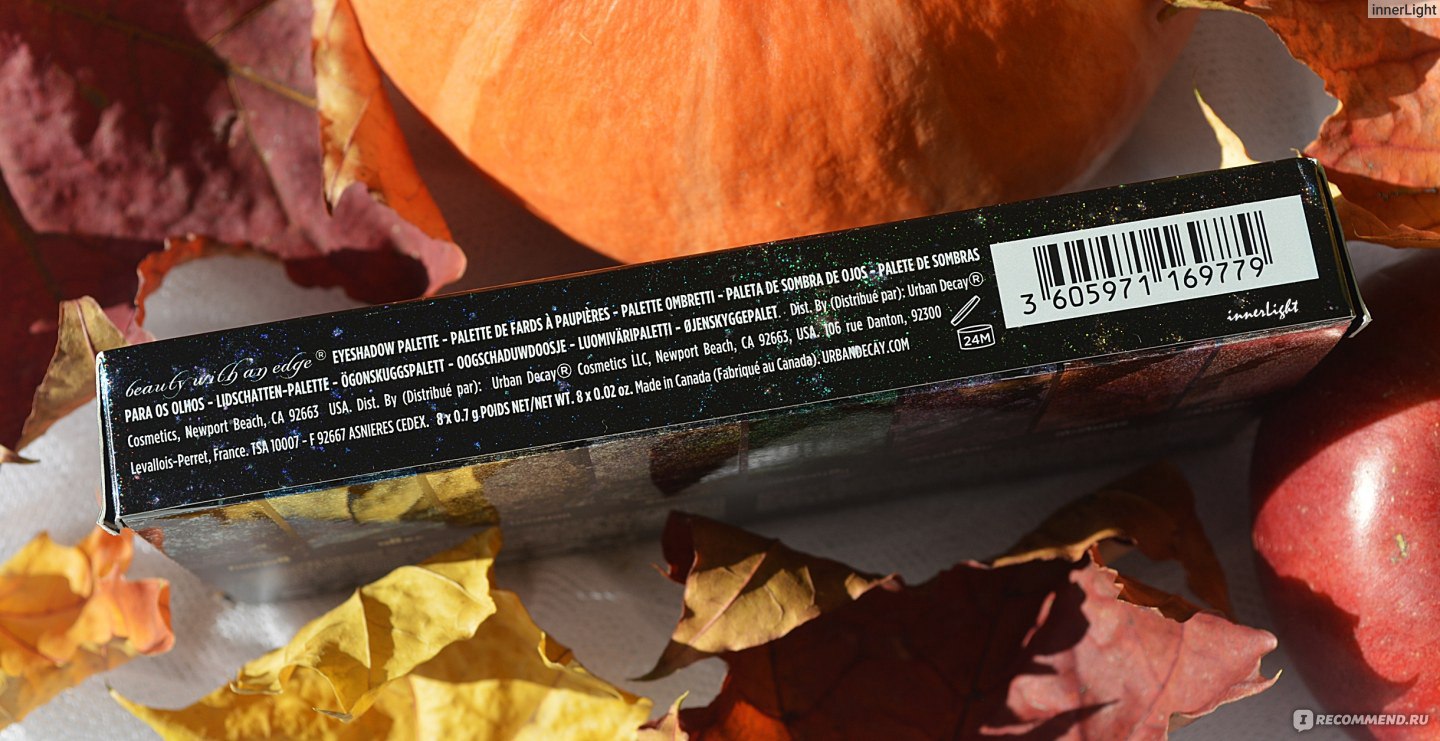 innerLight
beauty with an edge® EYESHADOW PALETTE - PALETTE DE FARDS À PAUPIÈRES - PALETTE OMBRETTI - PALETA DE SOMBRA DE OJOS - PALETE DE SOMBRAS
PARA OS OLHOS - LIDSCHATTEN-PALETTE - ÖGONSKUGGSPALETT - OOGSCHADUWDOOSJE - LUOMIVÄRIPALETTI - ØJENSKYGGEPALET. Dist. By (Distribué par): Urban Decay®
Cosmetics, Newport Beach, CA 92663 USA. Dist. By (Distribué par): Urban Decay® Cosmetics LLC, Newport Beach, CA 92663, USA. 106 rue Danton, 92300
Levallois-Perret, France. TSA 10007 - F 92667 ASNIERES CEDEX. 8 x 0.7 g POIDS NET/NET WT. 8 x 0.02 oz. Made in Canada (Fabriqué au Canada). URBANDECAY.COM
24M
3 605971 169779
innerLight
IRECOMMEND.RU